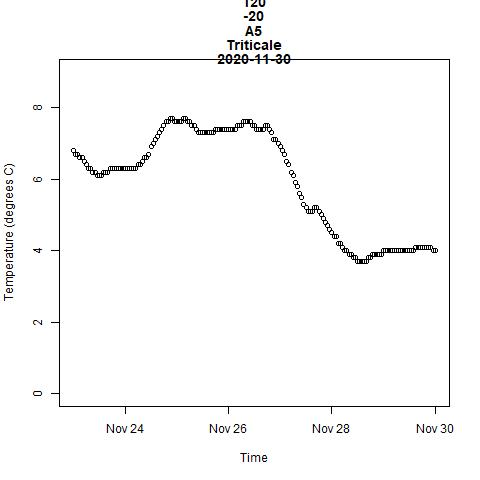 120
-20
A5
Triticale
2020-11-30
Temperature (degrees C)
8
6
4
2
0
Nov 24
Nov 26
Nov 28
Nov 30
Time